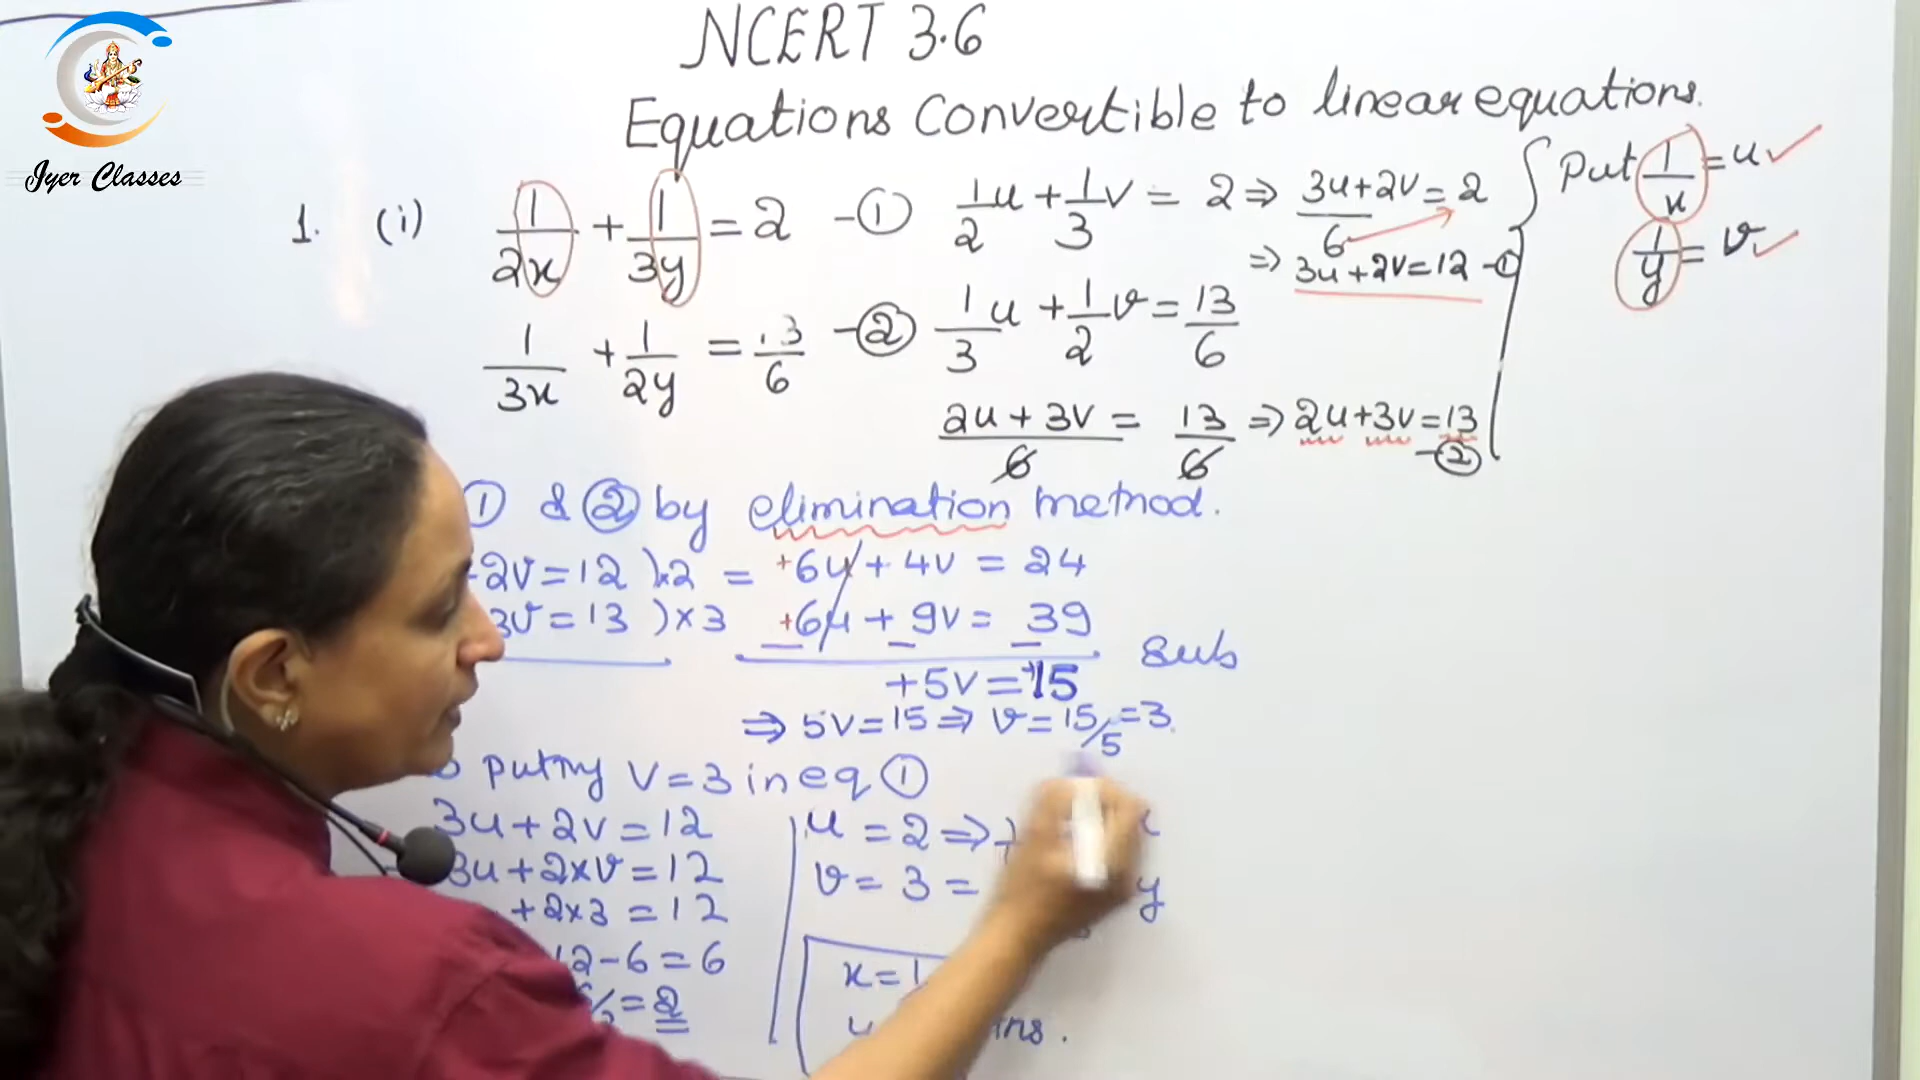 Iyer Classes
NCERT 3.6
Equations Convertible to linear equations.
1. (i) 1/2x + 1/3y = 2 - ①
1/2 u + 1/3 v = 2 ⇒ (3u+2v)/6 = 2
⇒ 3u+2v=12 - ①
Put 1/x = u ✓
1/y = v ✓
1/3x + 1/2y = 13/6 - ②
1/3 u + 1/2 v = 13/6
(2u + 3v)/6 = 13/6 ⇒ 2u+3v=13
- ②
① & ② by elimination method.
2v=12 )×2 = +6u + 4v = 24
3v=13 )×3 +6u + 9v = 39
— — —
sub
+5v=+15
⇒ 5v=15 ⇒ v=15/5=3
putting v=3 in eq ①
3u+2v=12
3u+2×v=12
+2×3=12
12-6=6
=2
u = 2 ⇒
v = 3 =
y
x=1
ans.